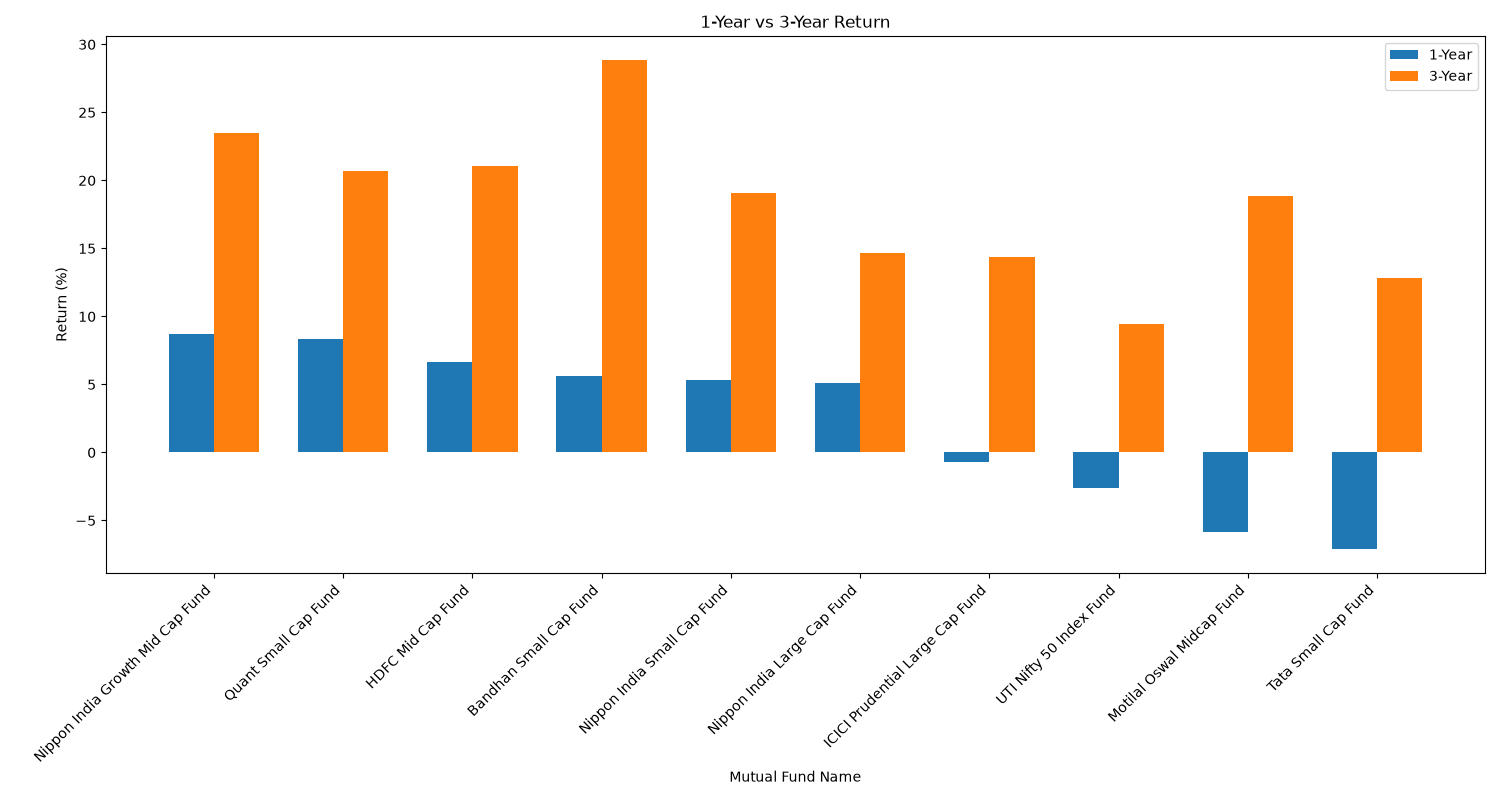 1-Year vs 3-Year Return
1-Year
3-Year
Return (%)
30
25
20
15
10
5
0
−5
Nippon India Growth Mid Cap Fund
Quant Small Cap Fund
HDFC Mid Cap Fund
Bandhan Small Cap Fund
Nippon India Small Cap Fund
Nippon India Large Cap Fund
ICICI Prudential Large Cap Fund
UTI Nifty 50 Index Fund
Motilal Oswal Midcap Fund
Tata Small Cap Fund
Mutual Fund Name